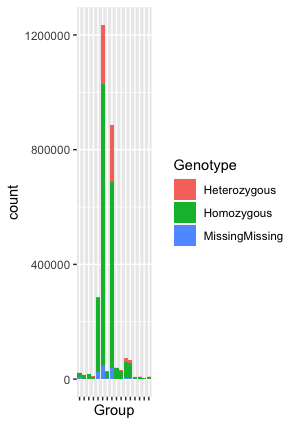 1200000
800000
400000
0
count
Group
Genotype
Heterozygous
Homozygous
MissingMissing